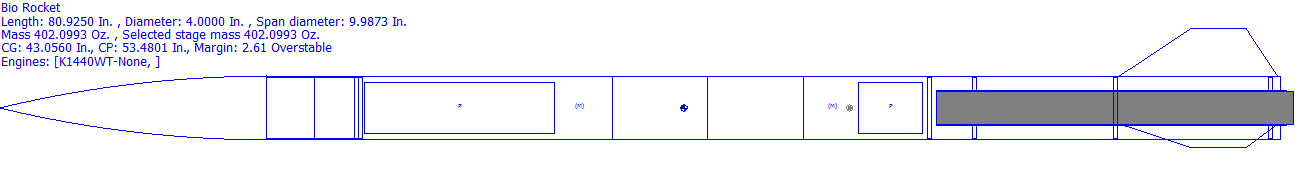 Bio Rocket
Length: 80.9250 In. , Diameter: 4.0000 In. , Span diameter: 9.9873 In.
Mass 402.0993 Oz. , Selected stage mass 402.0993 Oz.
CG: 43.0560 In., CP: 53.4801 In., Margin: 2.61 Overstable
Engines: [K1440WT-None, ]
P (M) (M) P